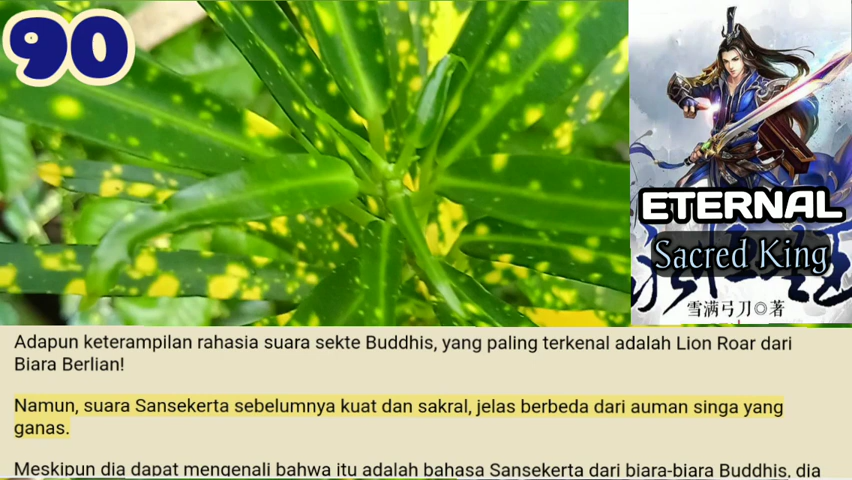 90
ETERNAL
Sacred King
雪满弓刀◎著
Adapun keterampilan rahasia suara sekte Buddhis, yang paling terkenal adalah Lion Roar dari
Biara Berlian!
Namun, suara Sansekerta sebelumnya kuat dan sakral, jelas berbeda dari auman singa yang
ganas.
Meskipun dia dapat mengenali bahwa itu adalah bahasa Sansekerta dari biara-biara Buddhis, dia